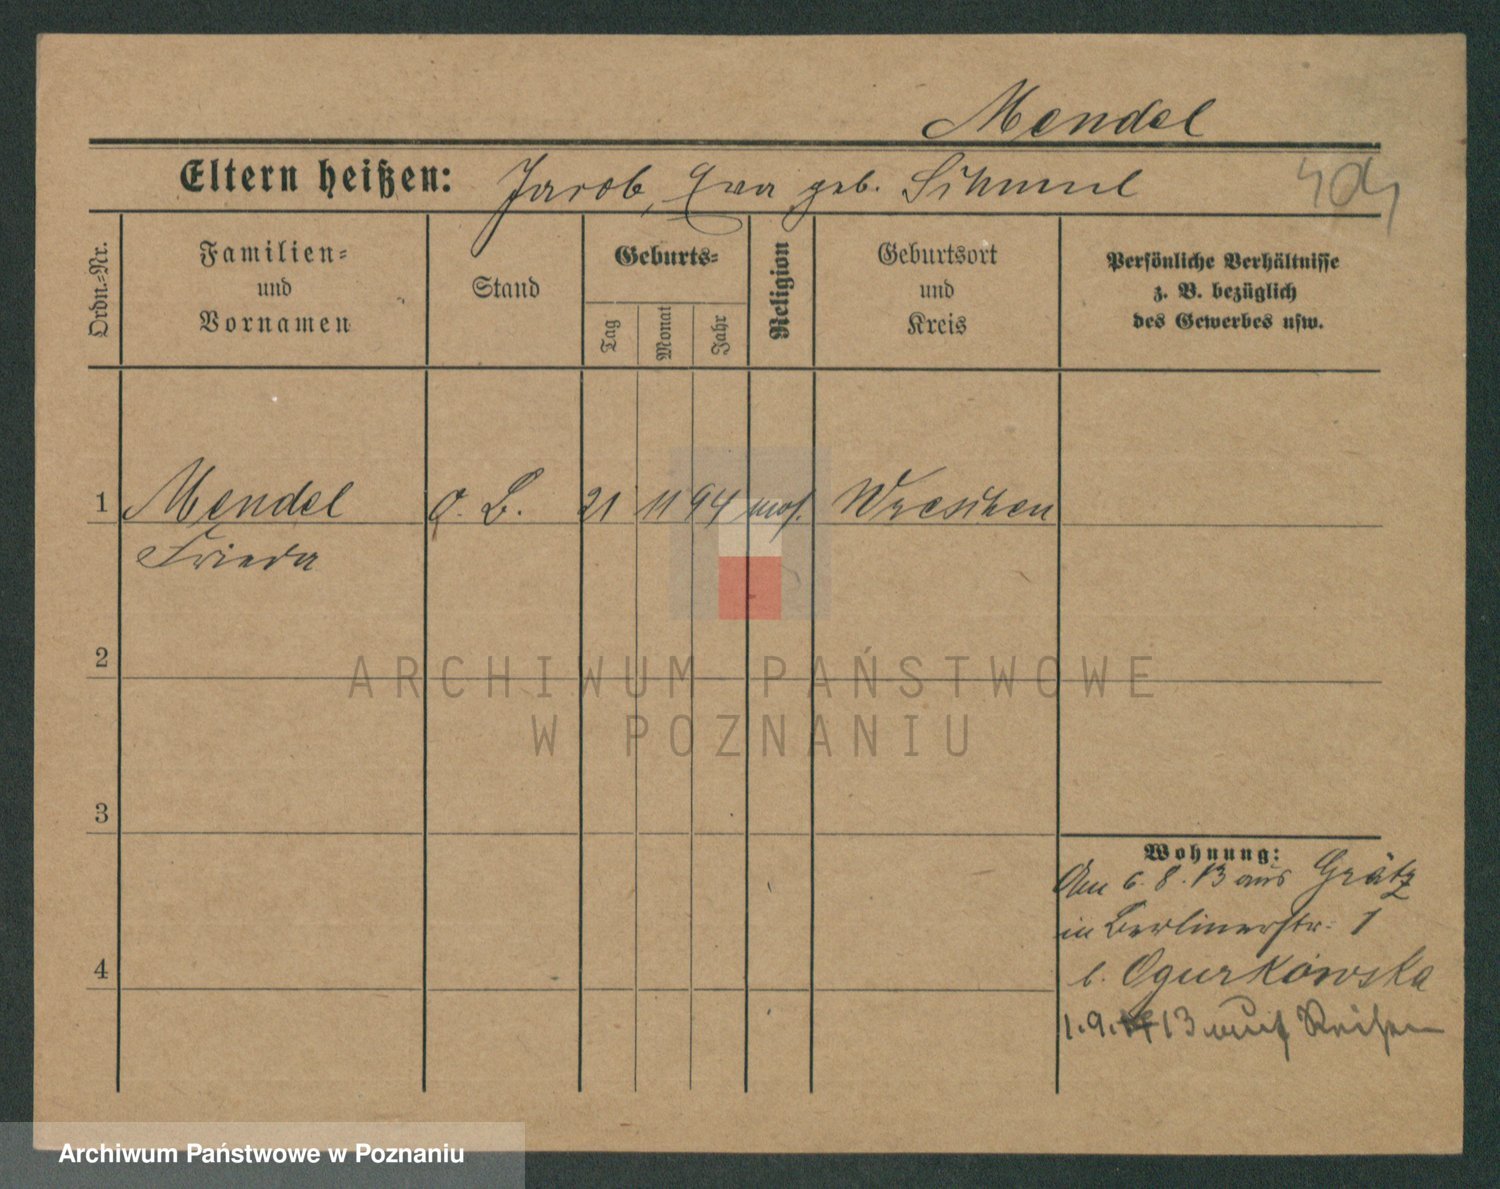 Mendel
Eltern heißen: Jacob, Eva geb. Schmul
Ordn.-Nr.
Familien-
und
Vornamen
Stand
Geburts-
Tag
Monat
Jahr
Religion
Geburtsort
und
Kreis
Persönliche Verhältnisse
z. B. bezüglich
des Gewerbes usw.
1 Mendel 21 11 94 mos. Wreschen
Frieda
2
3
4
ARCHIWUM PAŃSTWOWE
W POZNANIU
Wohnung:
Am 6.8.13 aus Grätz
in Berlinerstr. 1
b. Ogurkowska
1.9. 13 auf Reisen
Archiwum Państwowe w Poznaniu